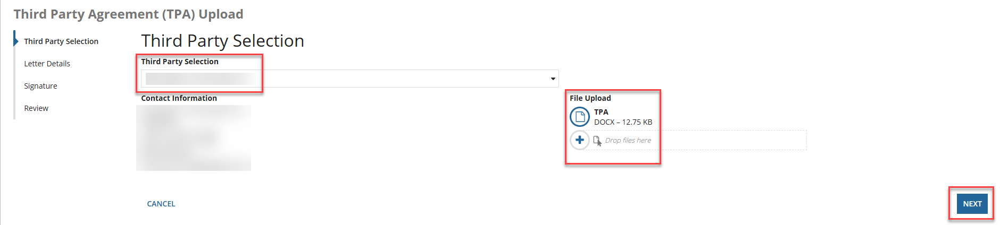 Third Party Agreement (TPA) Upload
Third Party Selection
Letter Details
Signature
Review
Third Party Selection
Third Party Selection
Contact Information
File Upload
TPA
DOCX – 12.75 KB
Drop files here
CANCEL
NEXT